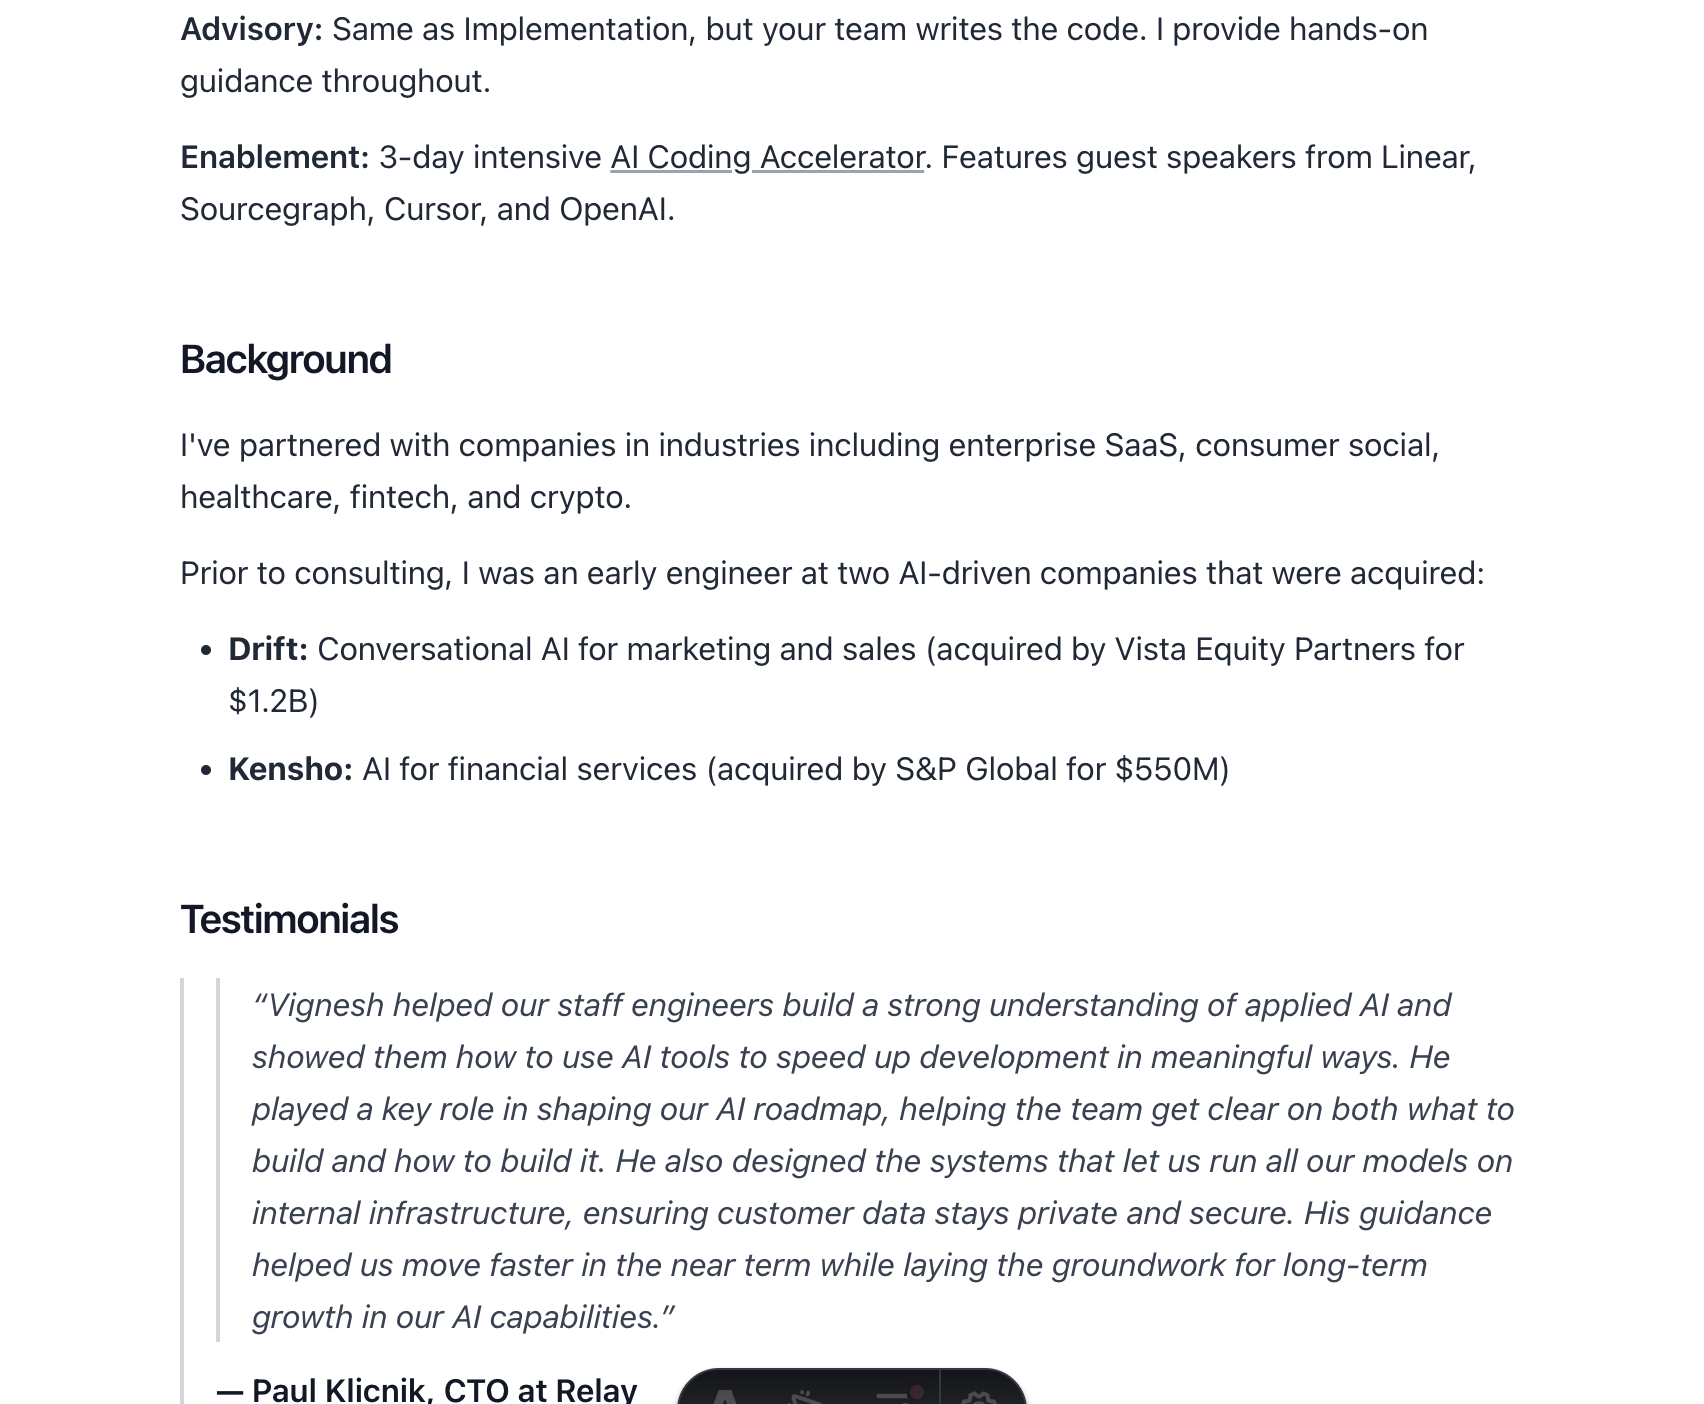 Advisory: Same as Implementation, but your team writes the code. I provide hands-on
guidance throughout.
Enablement: 3-day intensive AI Coding Accelerator. Features guest speakers from Linear,
Sourcegraph, Cursor, and OpenAI.
Background
I've partnered with companies in industries including enterprise SaaS, consumer social,
healthcare, fintech, and crypto.
Prior to consulting, I was an early engineer at two AI-driven companies that were acquired:
• Drift: Conversational AI for marketing and sales (acquired by Vista Equity Partners for
$1.2B)
• Kensho: AI for financial services (acquired by S&P Global for $550M)
Testimonials
“Vignesh helped our staff engineers build a strong understanding of applied AI and
showed them how to use AI tools to speed up development in meaningful ways. He
played a key role in shaping our AI roadmap, helping the team get clear on both what to
build and how to build it. He also designed the systems that let us run all our models on
internal infrastructure, ensuring customer data stays private and secure. His guidance
helped us move faster in the near term while laying the groundwork for long-term
growth in our AI capabilities.”
— Paul Klicnik, CTO at Relay